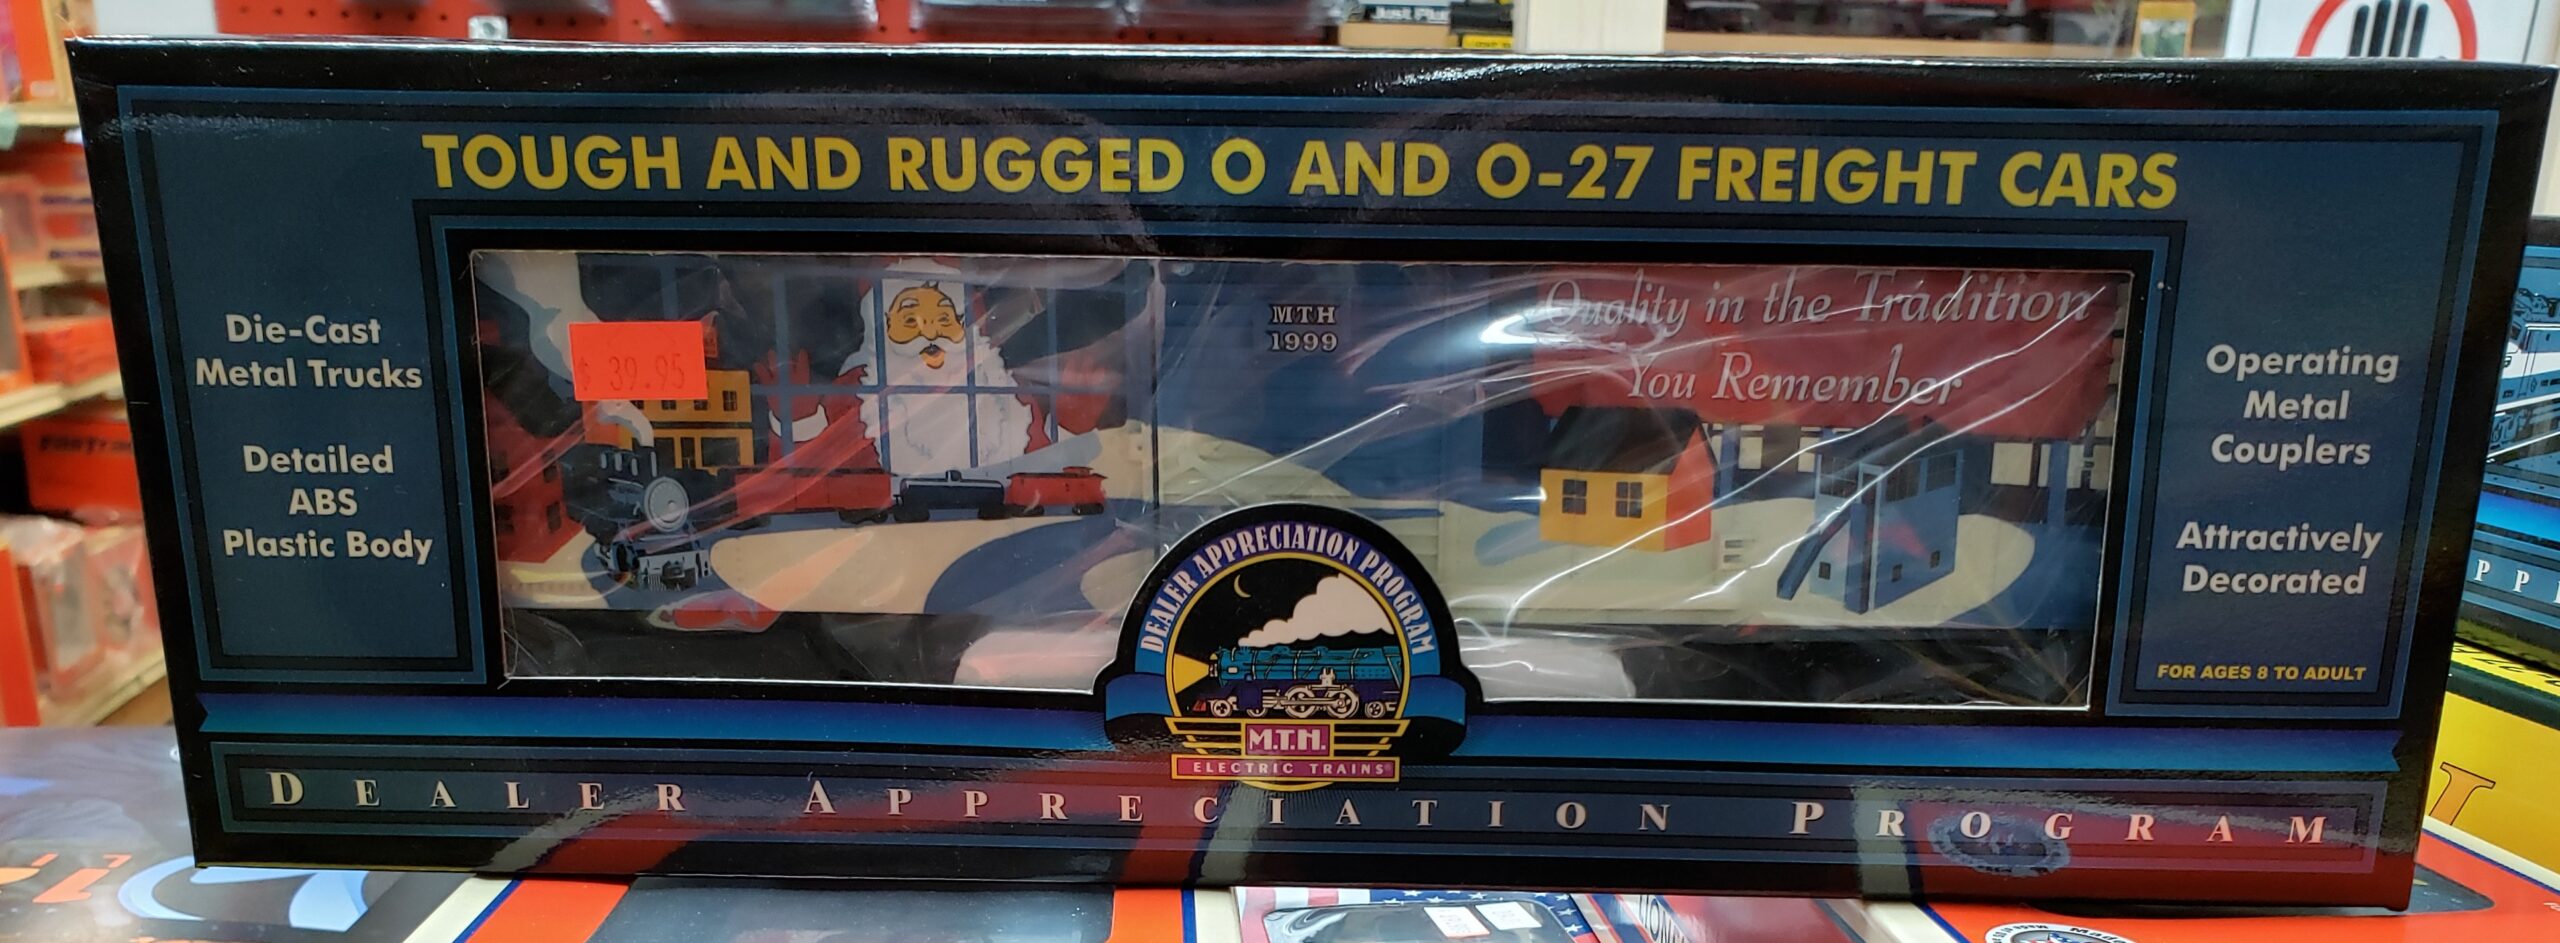 TOUGH AND RUGGED O AND O-27 FREIGHT CARS
Die-Cast
Metal Trucks
Detailed
ABS
Plastic Body
$ 39.95
MTH
1999
Quality in the Tradition
You Remember
Operating
Metal
Couplers
Attractively
Decorated
FOR AGES 8 TO ADULT
DEALER APPRECIATION PROGRAM
M.T.H.
ELECTRIC TRAINS
DEALER APPRECIATION PROGRAM